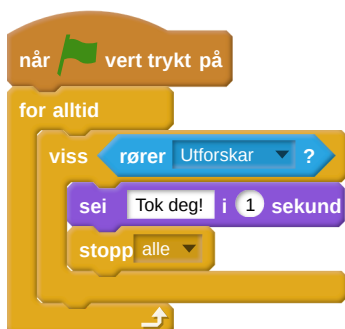 når vert trykt på
for alltid
viss rører Utforskar ?
sei Tok deg! i 1 sekund
stopp alle